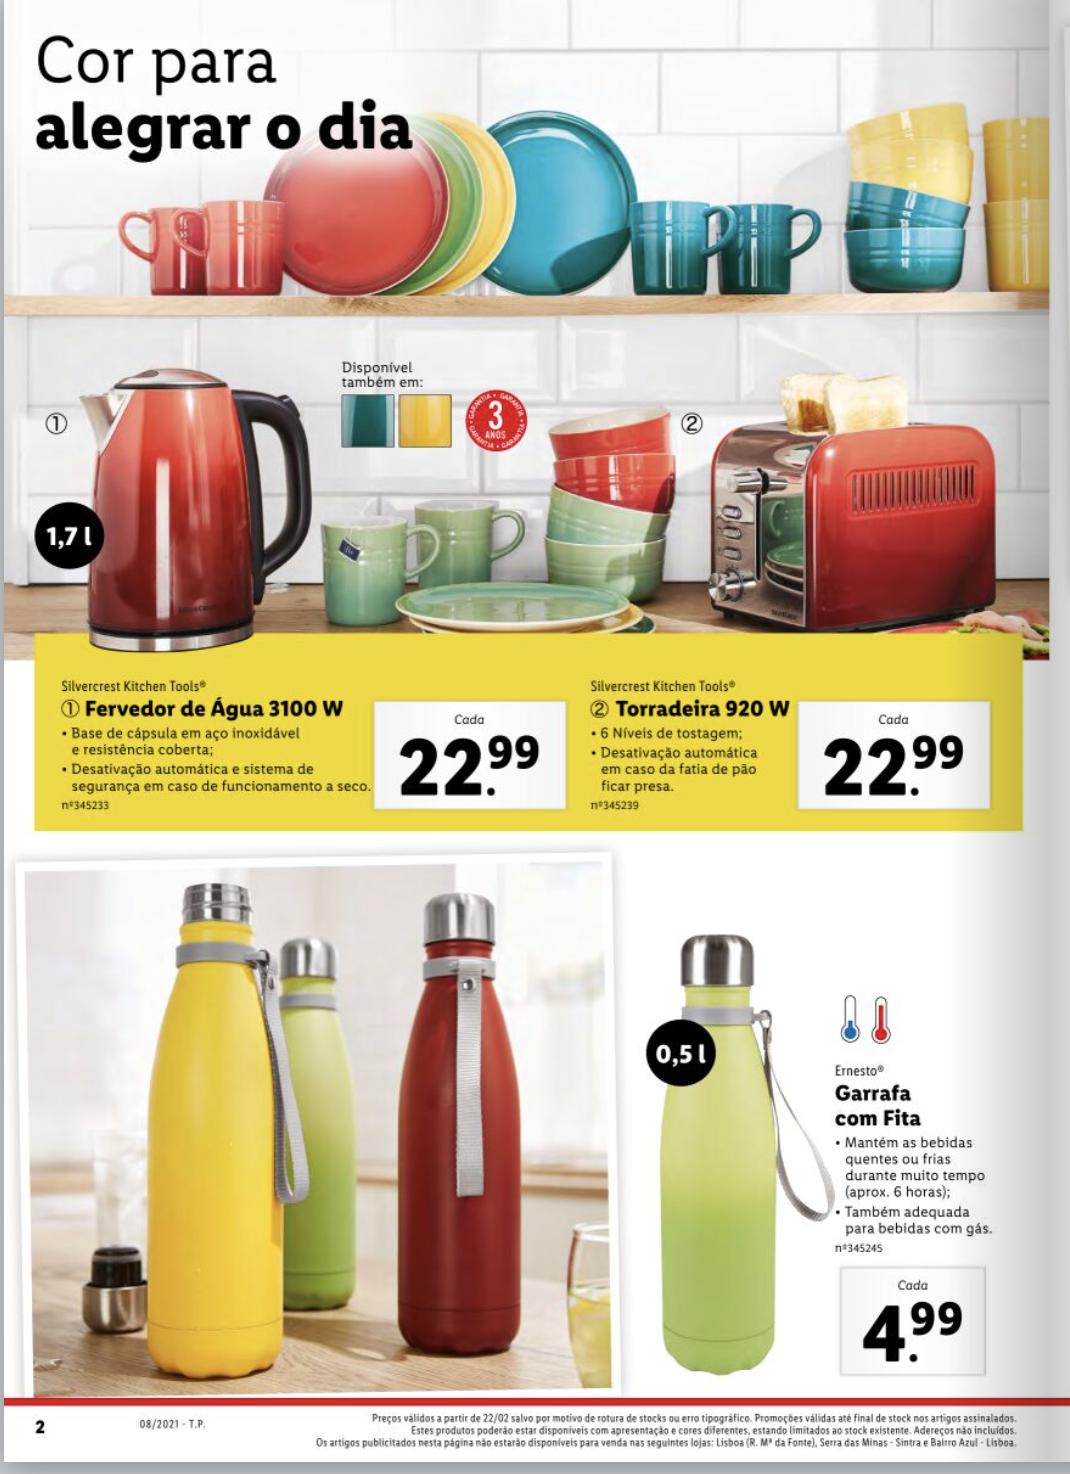 Cor para
alegrar o dia
Disponível
também em:
①
• GARANTIA • GARANTIA • GARANTIA • GARANTIA
3
ANOS
②
1,7 l
SilverCrest
SilverCrest
Silvercrest Kitchen Tools®
① Fervedor de Água 3100 W
• Base de cápsula em aço inoxidável
e resistência coberta;
• Desativação automática e sistema de
segurança em caso de funcionamento a seco.
nº345233
Cada
22.99
Silvercrest Kitchen Tools®
② Torradeira 920 W
• 6 Níveis de tostagem;
• Desativação automática
em caso da fatia de pão
ficar presa.
nº345239
Cada
22.99
0,5 l
Ernesto®
Garrafa
com Fita
• Mantém as bebidas
quentes ou frias
durante muito tempo
(aprox. 6 horas);
• Também adequada
para bebidas com gás.
nº345245
Cada
4.99
2
08/2021 - T.P.
Preços válidos a partir de 22/02 salvo por motivo de rotura de stocks ou erro tipográfico. Promoções válidas até final de stock nos artigos assinalados.
Estes produtos poderão estar disponíveis com apresentação e cores diferentes, estando limitados ao stock existente. Adereços não incluídos.
Os artigos publicitados nesta página não estarão disponíveis para venda nas seguintes lojas: Lisboa (R. Mª da Fonte), Serra das Minas - Sintra e Bairro Azul - Lisboa.